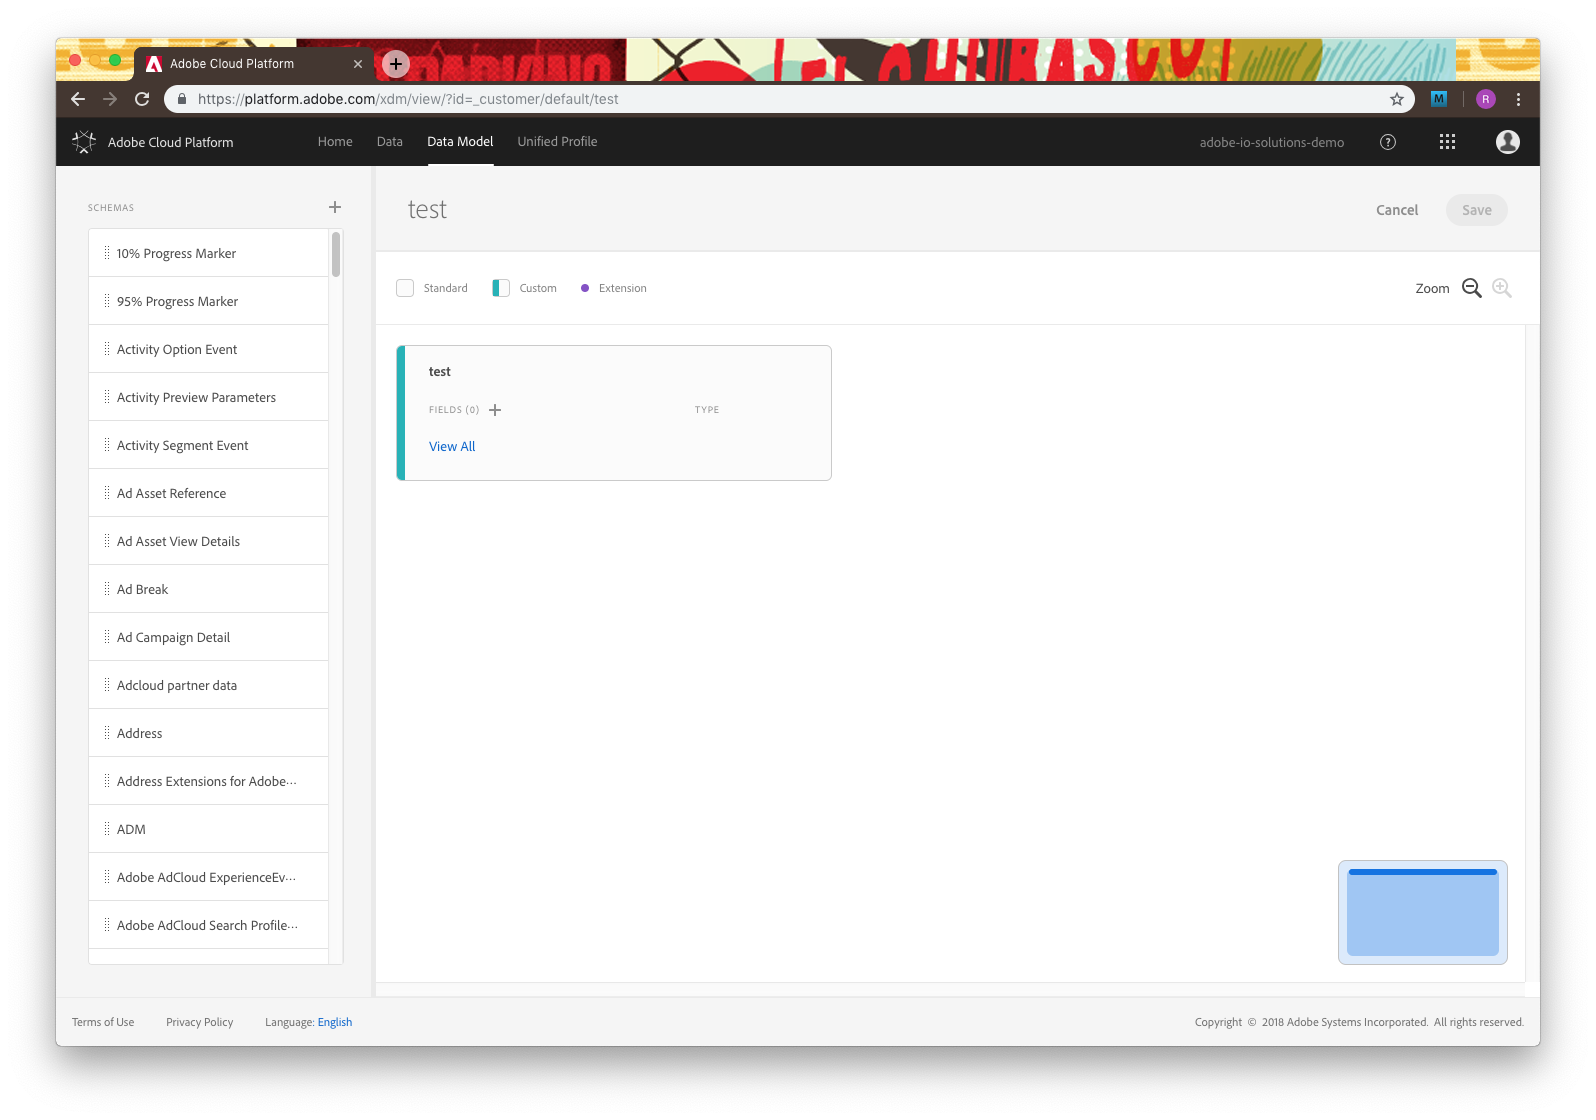 Adobe Cloud Platform
https://platform.adobe.com/xdm/view/?id=_customer/default/test
M
R
Adobe Cloud Platform
Home
Data
Data Model
Unified Profile
adobe-io-solutions-demo
SCHEMAS
test
Cancel
Save
10% Progress Marker
95% Progress Marker
Activity Option Event
Activity Preview Parameters
Activity Segment Event
Ad Asset Reference
Ad Asset View Details
Ad Break
Ad Campaign Detail
Adcloud partner data
Address
Address Extensions for Adobe···
ADM
Adobe AdCloud ExperienceEv···
Adobe AdCloud Search Profile···
Standard
Custom
Extension
Zoom
test
FIELDS (0)
TYPE
View All
Terms of Use
Privacy Policy
Language: English
Copyright © 2018 Adobe Systems Incorporated. All rights reserved.